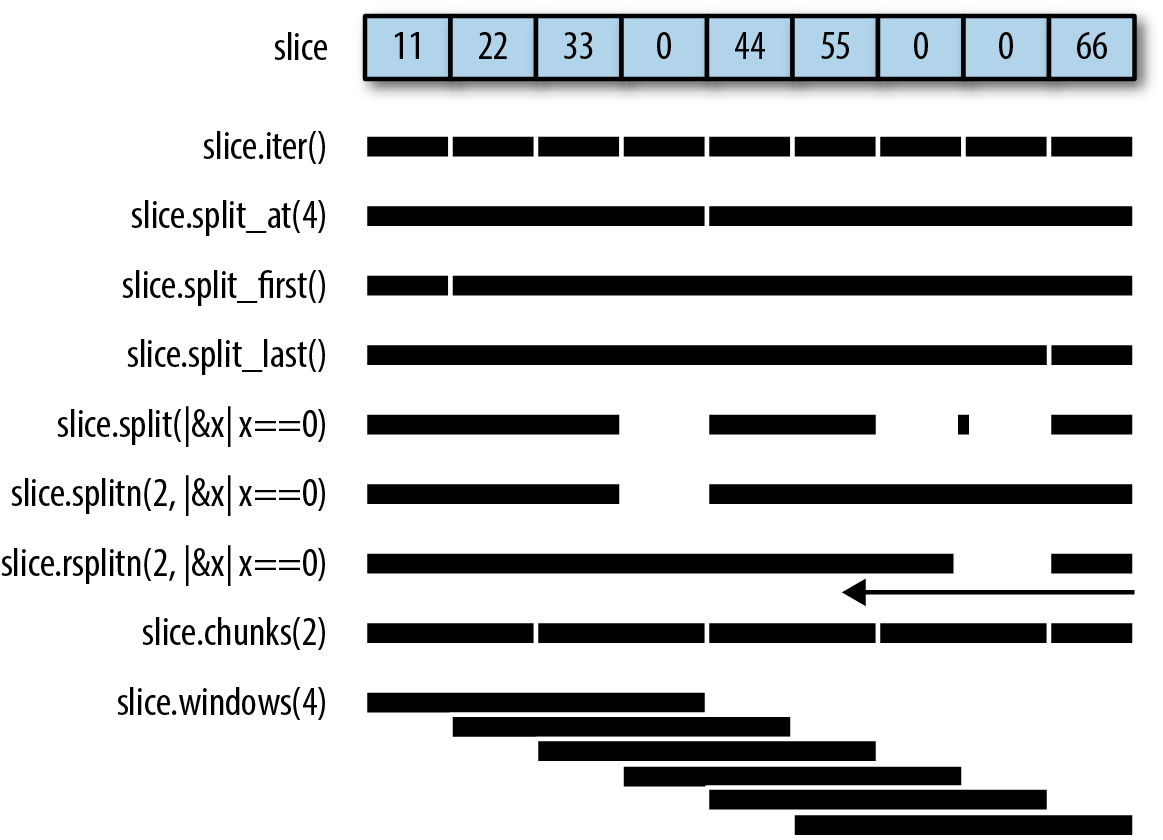 slice 11 22 33 0 44 55 0 0 66
slice.iter()
slice.split_at(4)
slice.split_first()
slice.split_last()
slice.split(|&x| x==0)
slice.splitn(2, |&x| x==0)
slice.rsplitn(2, |&x| x==0)
slice.chunks(2)
slice.windows(4)